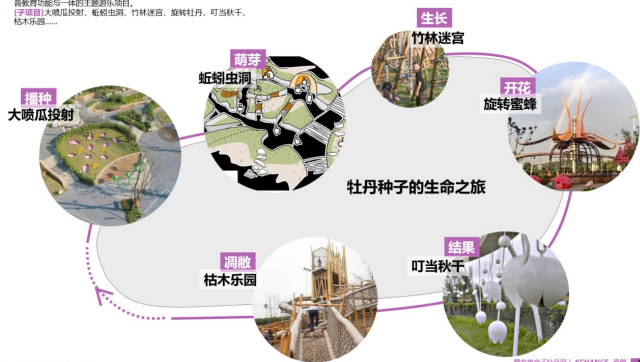 育教育功能与一体的主题游乐项目。
[子项目]大喷瓜投射、蚯蚓虫洞、竹林迷宫、旋转牡丹、叮当秋千、
枯木乐园......
生长
竹林迷宫
萌芽
蚯蚓虫洞
开花
旋转蜜蜂
播种
大喷瓜投射
牡丹种子的生命之旅
结果
叮当秋千
凋敝
枯木乐园